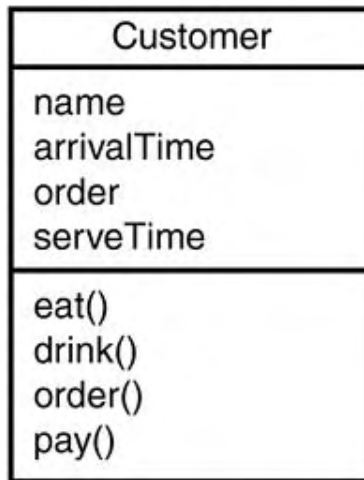 Customer
name
arrivalTime
order
serveTime
eat()
drink()
order()
pay()